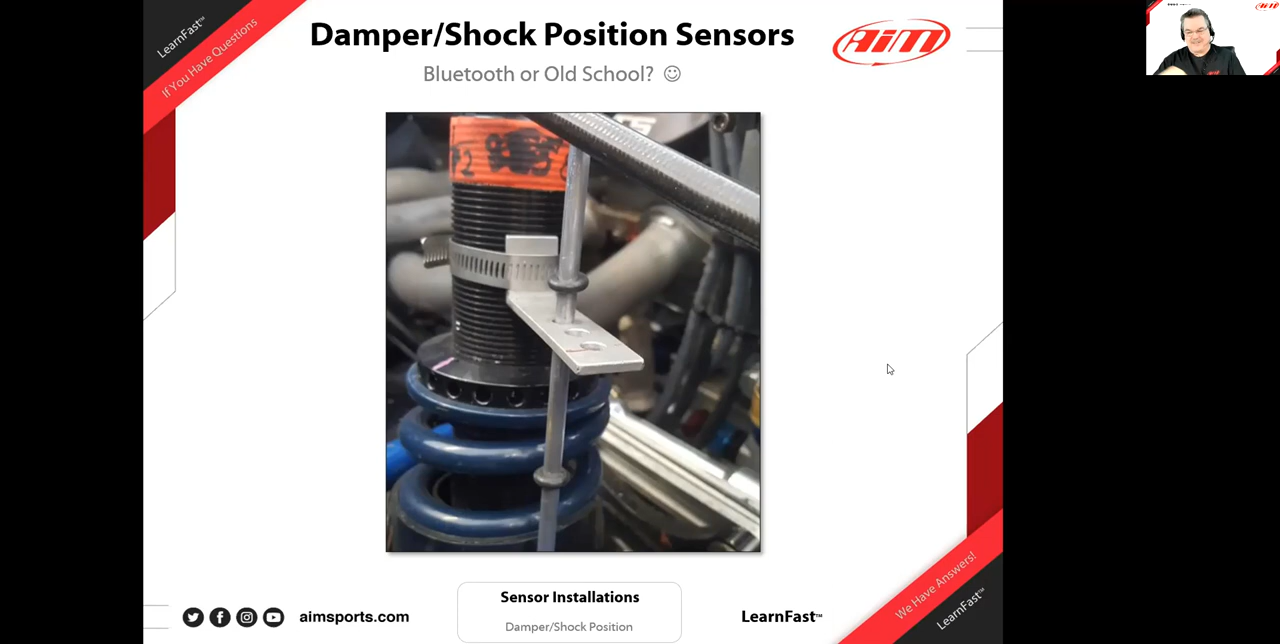 LearnFast™
If You Have Questions
Damper/Shock Position Sensors
AiM
Bluetooth or Old School? ☺
#2
We Have Answers!
LearnFast™
aimsports.com
Sensor Installations
Damper/Shock Position
LearnFast™